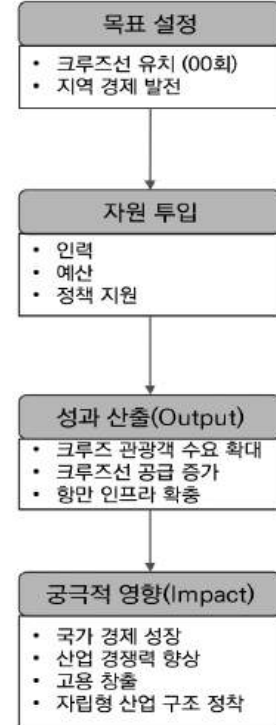 목표 설정
• 크루즈선 유치 (00회)
• 지역 경제 발전
자원 투입
• 인력
• 예산
• 정책 지원
성과 산출(Output)
• 크루즈 관광객 수요 확대
• 크루즈선 공급 증가
• 항만 인프라 확충
궁극적 영향(Impact)
• 국가 경제 성장
• 산업 경쟁력 향상
• 고용 창출
• 자립형 산업 구조 정착